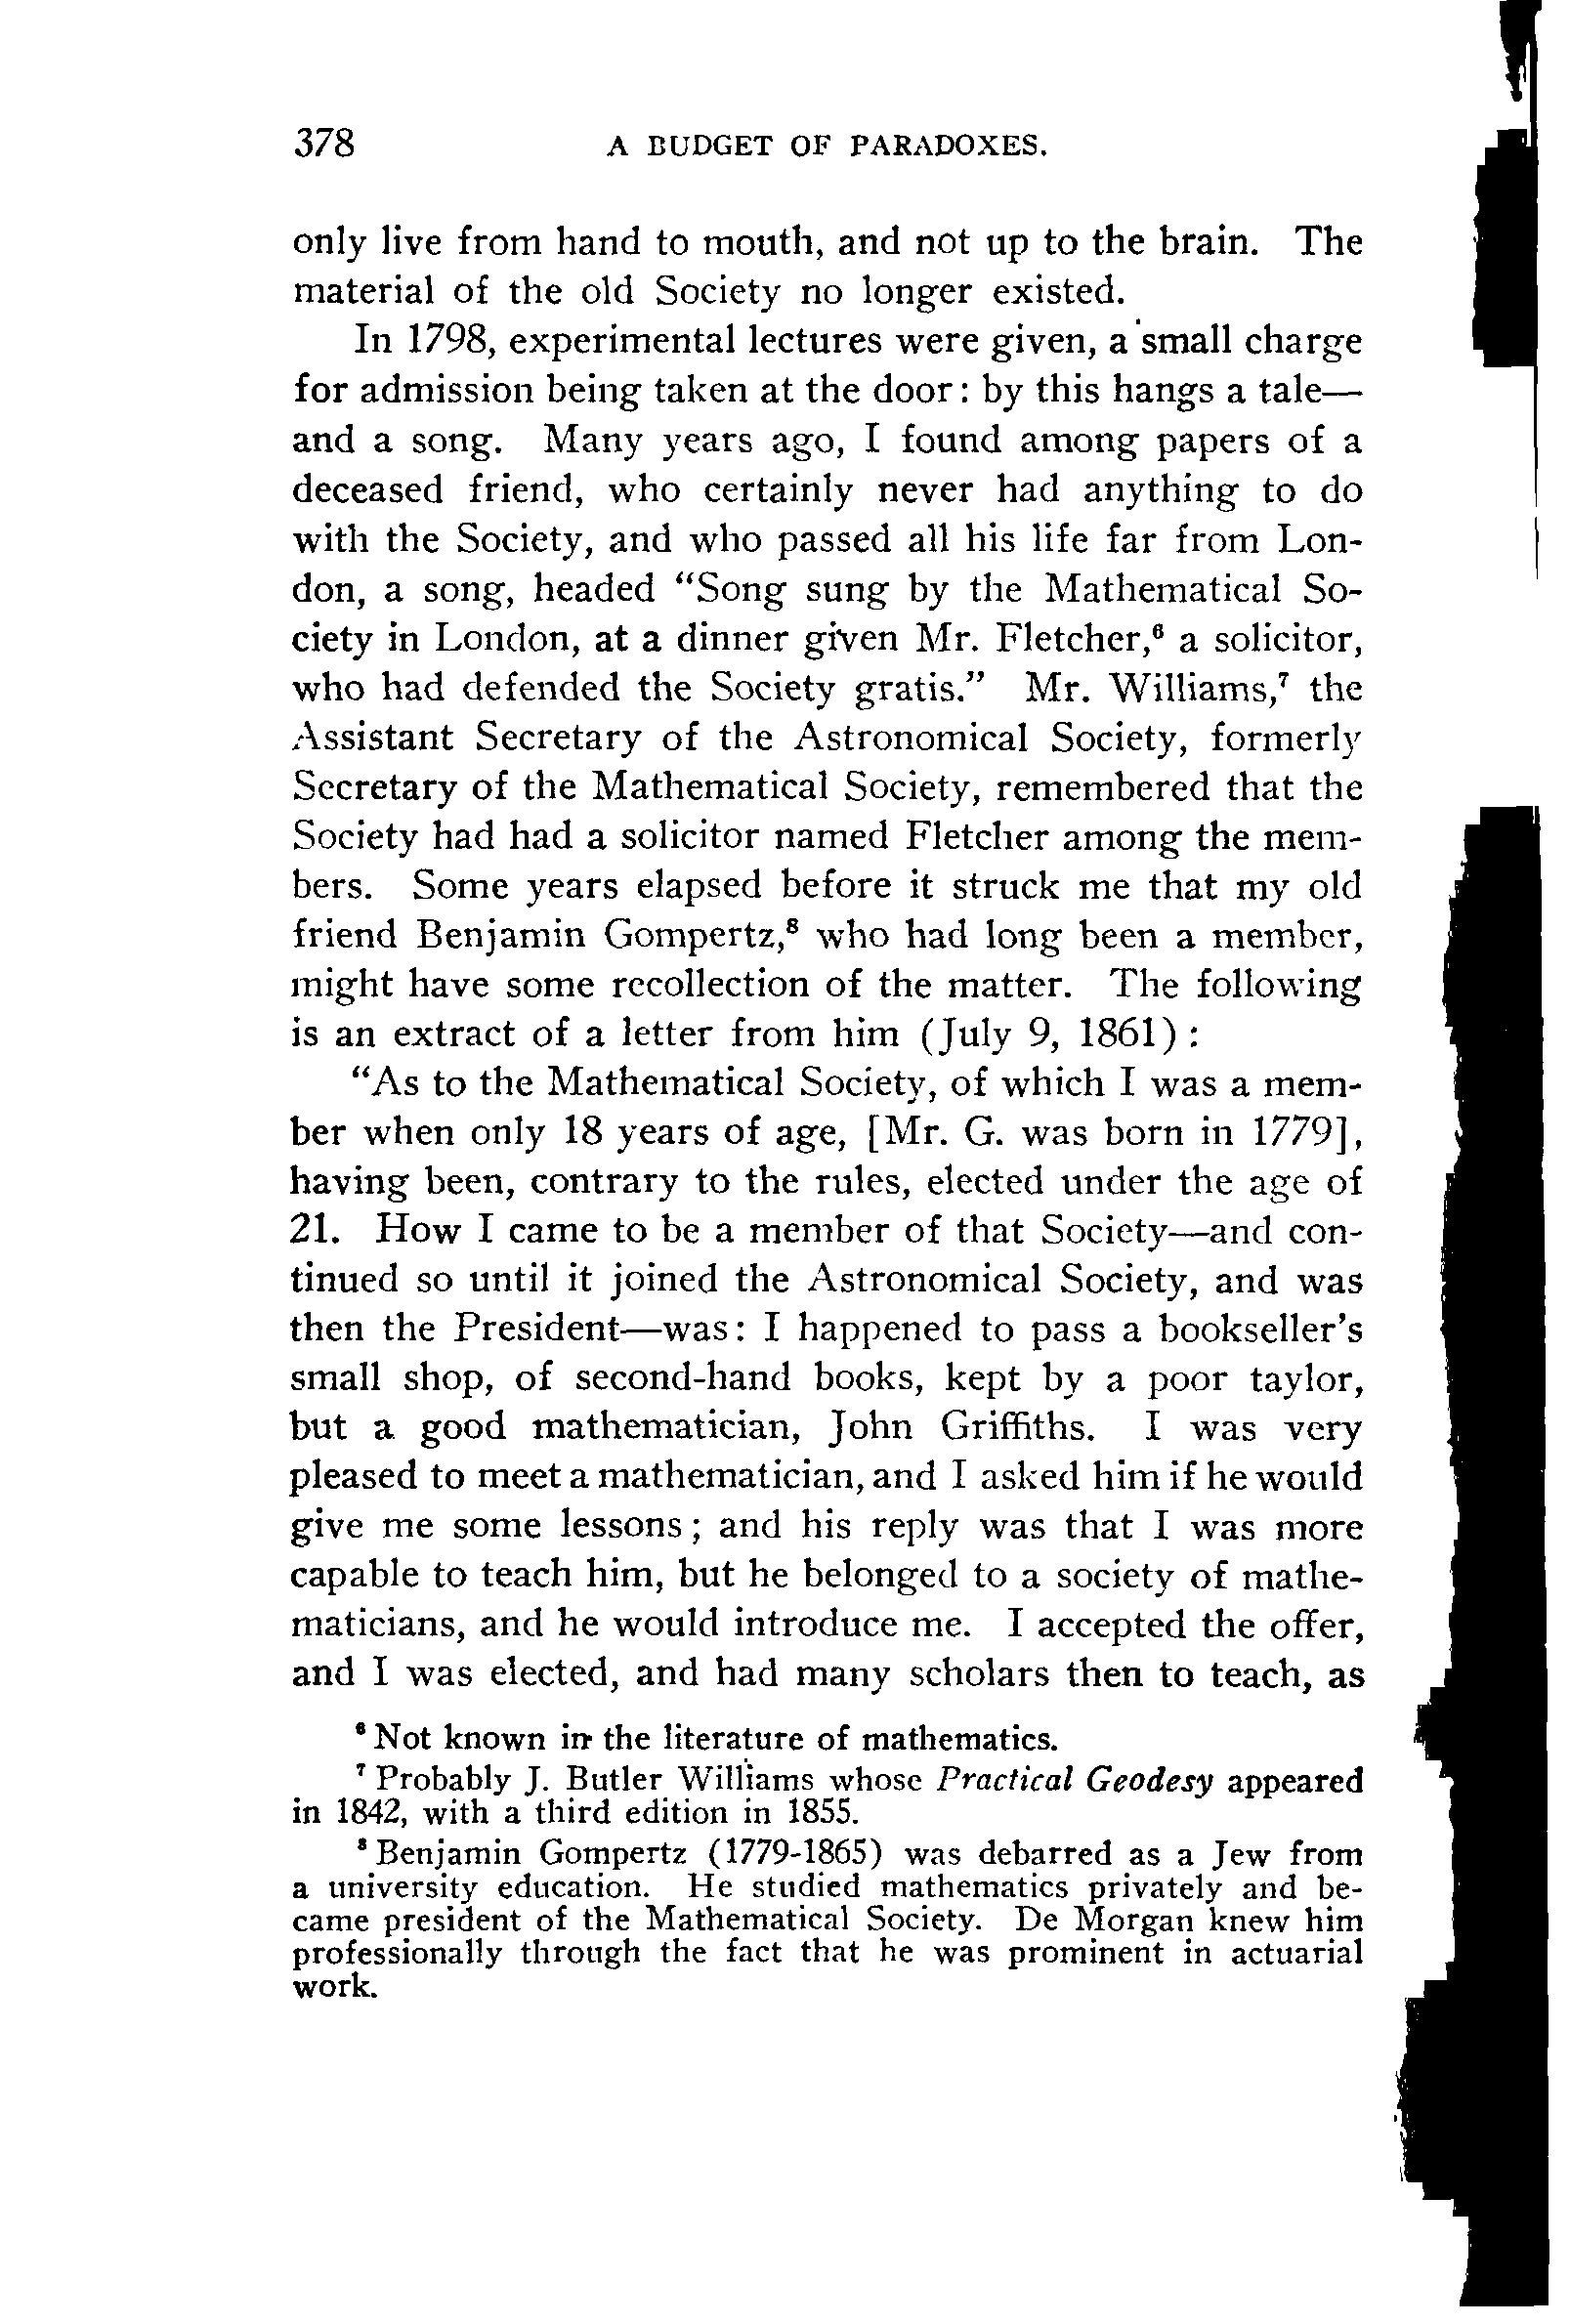 378 A BUDGET OF PARADOXES.
only live from hand to mouth, and not up to the brain. The
material of the old Society no longer existed.
In 1798, experimental lectures were given, a small charge
for admission being taken at the door: by this hangs a tale—
and a song. Many years ago, I found among papers of a
deceased friend, who certainly never had anything to do
with the Society, and who passed all his life far from Lon-
don, a song, headed “Song sung by the Mathematical So-
ciety in London, at a dinner given Mr. Fletcher,⁶ a solicitor,
who had defended the Society gratis.” Mr. Williams,⁷ the
Assistant Secretary of the Astronomical Society, formerly
Secretary of the Mathematical Society, remembered that the
Society had had a solicitor named Fletcher among the mem-
bers. Some years elapsed before it struck me that my old
friend Benjamin Gompertz,⁸ who had long been a member,
might have some recollection of the matter. The following
is an extract of a letter from him (July 9, 1861):
“As to the Mathematical Society, of which I was a mem-
ber when only 18 years of age, [Mr. G. was born in 1779],
having been, contrary to the rules, elected under the age of
21. How I came to be a member of that Society—and con-
tinued so until it joined the Astronomical Society, and was
then the President—was: I happened to pass a bookseller’s
small shop, of second-hand books, kept by a poor taylor,
but a good mathematician, John Griffiths. I was very
pleased to meet a mathematician, and I asked him if he would
give me some lessons; and his reply was that I was more
capable to teach him, but he belonged to a society of mathe-
maticians, and he would introduce me. I accepted the offer,
and I was elected, and had many scholars then to teach, as
⁶ Not known in the literature of mathematics.
⁷ Probably J. Butler Williams whose Practical Geodesy appeared
in 1842, with a third edition in 1855.
⁸ Benjamin Gompertz (1779-1865) was debarred as a Jew from
a university education. He studied mathematics privately and be-
came president of the Mathematical Society. De Morgan knew him
professionally through the fact that he was prominent in actuarial
work.